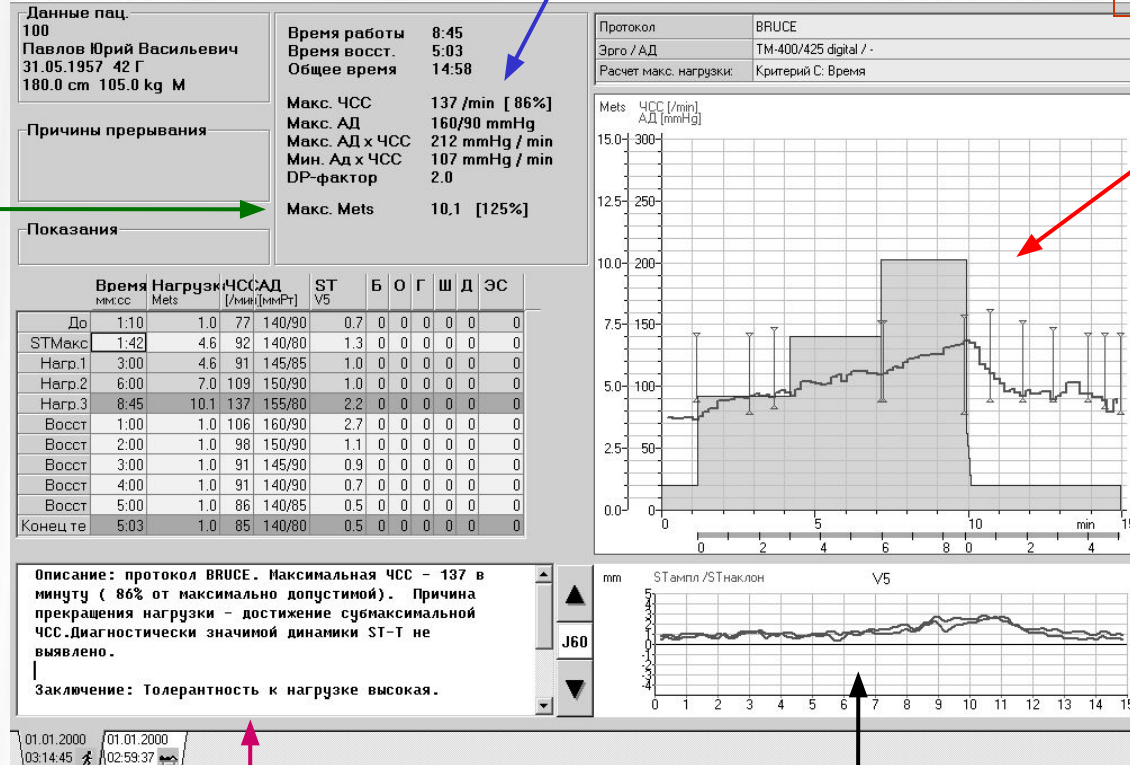 Данные пац.
100
Павлов Юрий Васильевич
31.05.1957 42 Г
180.0 cm 105.0 kg M
Причины прерывания
Показания
Время работы 8:45
Время восст. 5:03
Общее время 14:58
Макс. ЧСС 137 /min [ 86%]
Макс. АД 160/90 mmHg
Макс. АД x ЧСС 212 mmHg / min
Мин. Ад x ЧСС 107 mmHg / min
DP-фактор 2.0
Макс. Mets 10,1 [125%]
Протокол BRUCE
Эрго / АД TM-400/425 digital / -
Расчет макс. нагрузки: Критерий С: Время
Mets ЧСС [/min]
АД [mmHg]
15.0 300
12.5 250
10.0 200
7.5 150
5.0 100
2.5 50
0.0 0
0 5 10 min 15
0 2 4 6 8 0 2 4
Время Нагрузк ЧСС АД ST Б О Г Ш Д ЭС
мм:сс Mets [/мин [ммРт] V5
До 1:10 1.0 77 140/90 0.7 0 0 0 0 0 0
STМакс 1:42 4.6 92 140/80 1.3 0 0 0 0 0 0
Нагр.1 3:00 4.6 91 145/85 1.0 0 0 0 0 0 0
Нагр.2 6:00 7.0 109 150/90 1.0 0 0 0 0 0 0
Нагр.3 8:45 10.1 137 155/80 2.2 0 0 0 0 0 0
Восст 1:00 1.0 106 160/90 2.7 0 0 0 0 0 0
Восст 2:00 1.0 98 150/90 1.1 0 0 0 0 0 0
Восст 3:00 1.0 91 145/90 0.9 0 0 0 0 0 0
Восст 4:00 1.0 91 140/90 0.7 0 0 0 0 0 0
Восст 5:00 1.0 86 140/85 0.5 0 0 0 0 0 0
Конец те 5:03 1.0 85 140/80 0.5 0 0 0 0 0 0
Описание: протокол BRUCE. Максимальная ЧСС - 137 в
минуту ( 86% от максимально допустимой). Причина
прекращения нагрузки - достижение субмаксимальной
ЧСС.Диагностически значимой динамики ST-T не
выявлено.
Заключение: Толерантность к нагрузке высокая.
J60
mm STампл /STнаклон V5
5
4
3
2
1
0
-1
-2
-3
-4
0 1 2 3 4 5 6 7 8 9 10 11 12 13 14 15
01.01.2000 01.01.2000
03:14:45 02:59:37